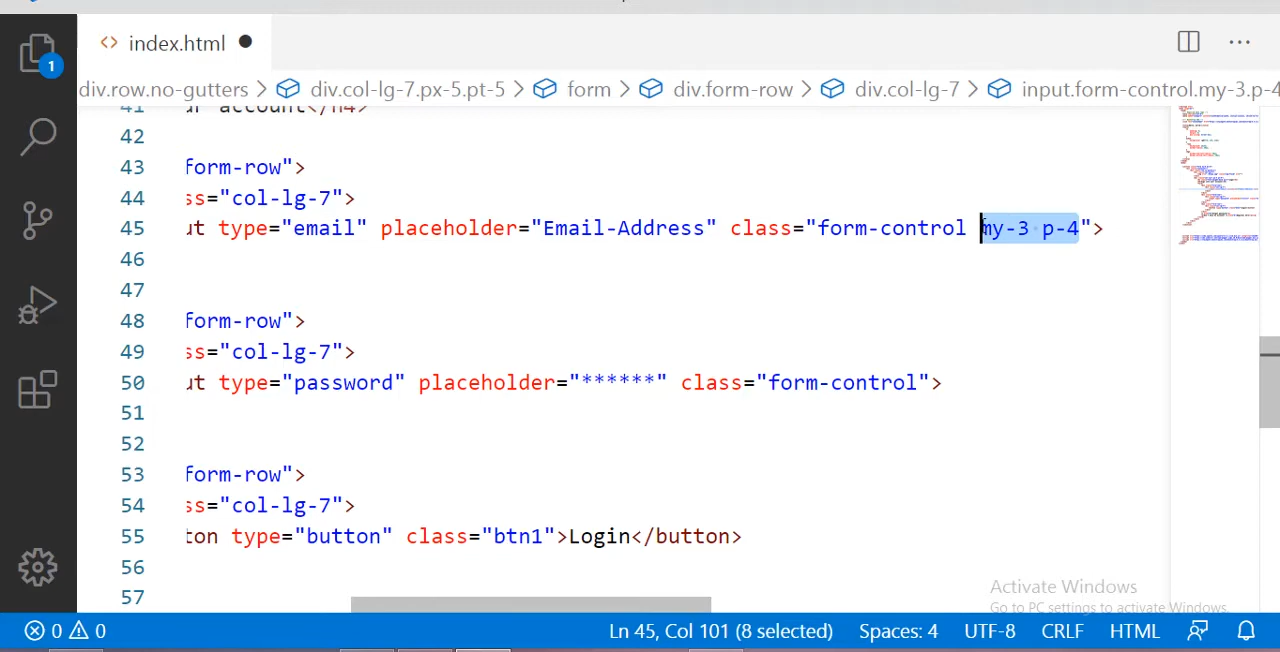 index.html
1
div.row.no-gutters > div.col-lg-7.px-5.pt-5 > form > div.form-row > div.col-lg-7 > input.form-control.my-3.p-4
41 ur account</h4>
42
43 form-row">
44 ss="col-lg-7">
45 ut type="email" placeholder="Email-Address" class="form-control my-3 p-4">
46
47
48 form-row">
49 ss="col-lg-7">
50 ut type="password" placeholder="******" class="form-control">
51
52
53 form-row">
54 ss="col-lg-7">
55 ton type="button" class="btn1">Login</button>
56
57
Activate Windows
Go to PC settings to activate Windows.
0 0 Ln 45, Col 101 (8 selected) Spaces: 4 UTF-8 CRLF HTML